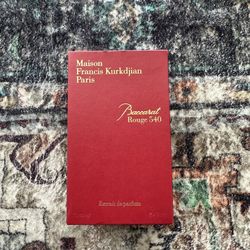 Maison
Francis Kurkdjian
Paris
Baccarat
Rouge 540
Extrait de parfum